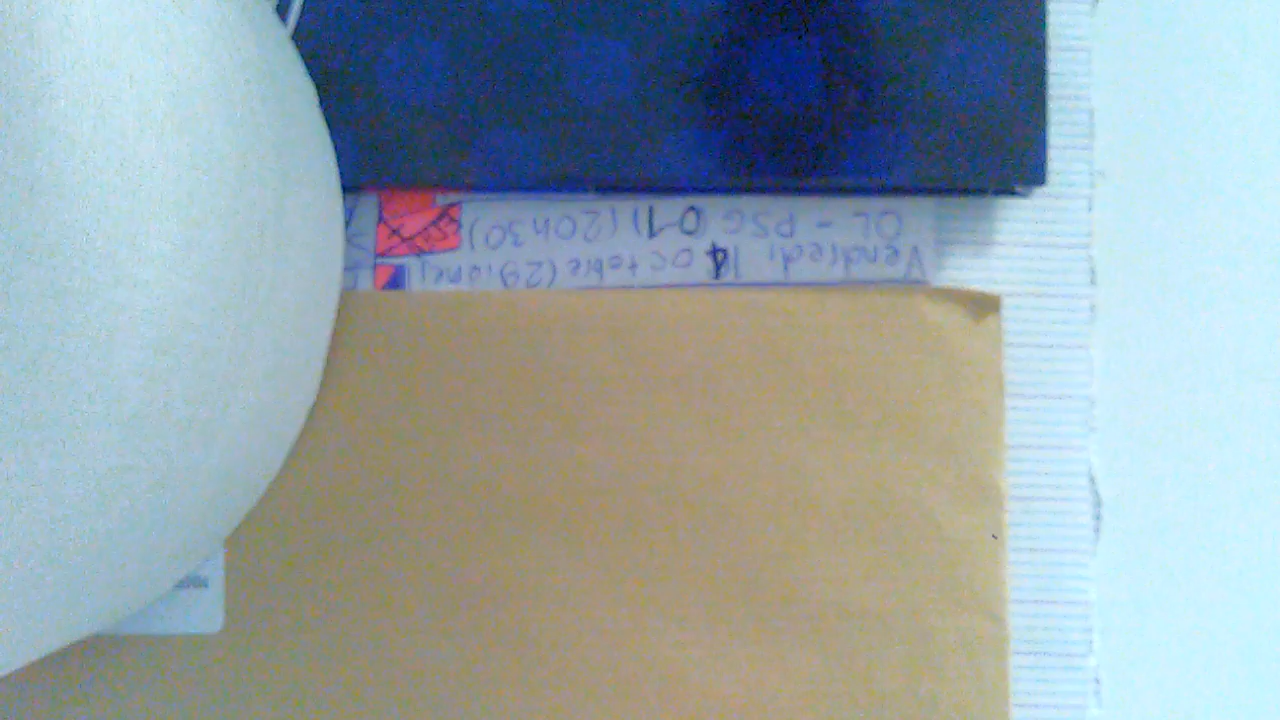 Vendredi 14 octobre (29ième
OL - PSG (0-1) (20h30)